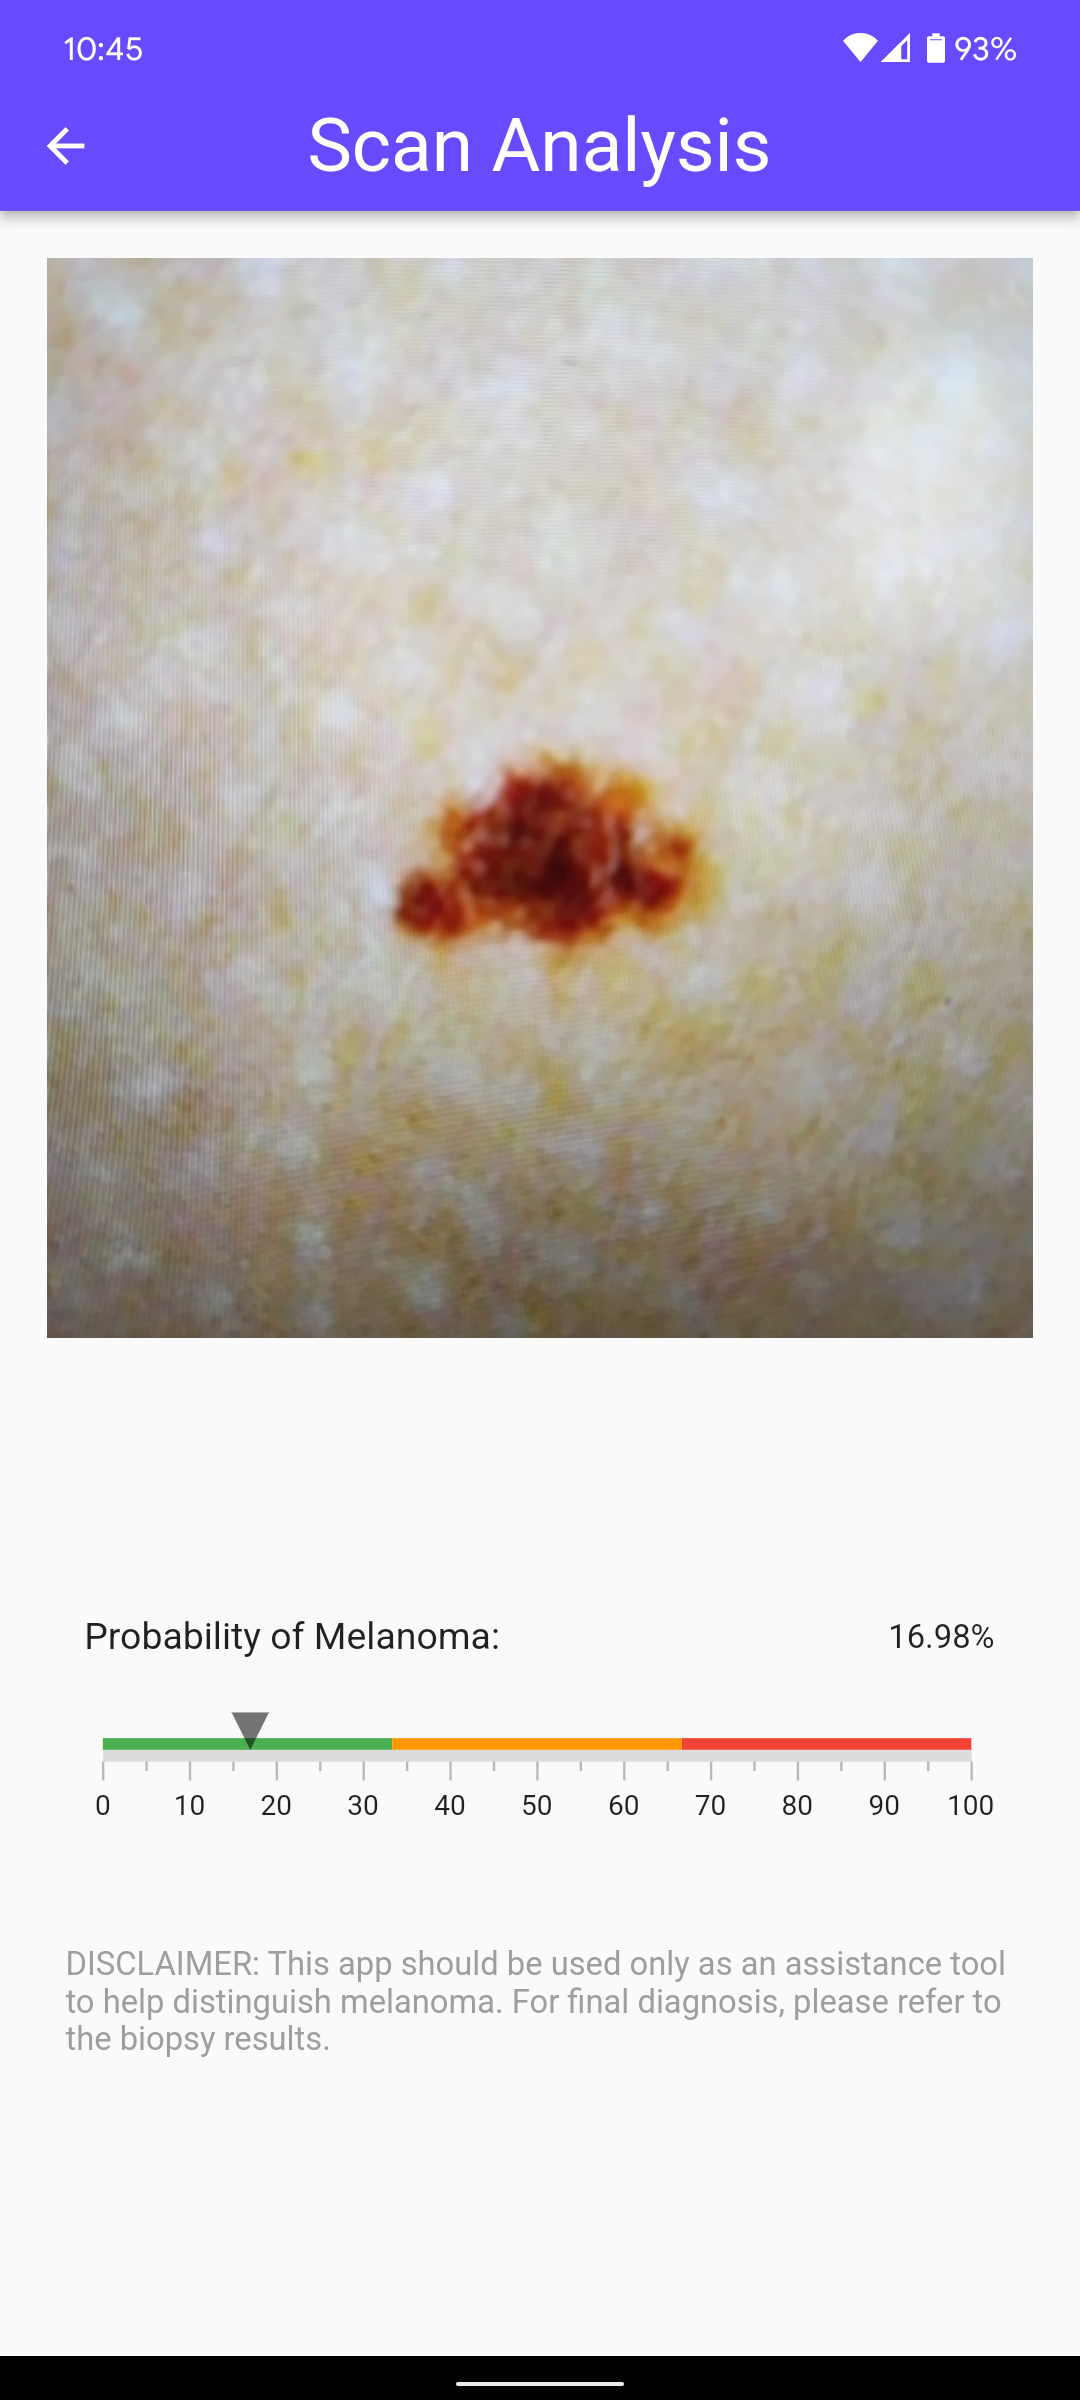 10:45 93%
Scan Analysis
Probability of Melanoma: 16.98%
0 10 20 30 40 50 60 70 80 90 100
DISCLAIMER: This app should be used only as an assistance tool
to help distinguish melanoma. For final diagnosis, please refer to
the biopsy results.